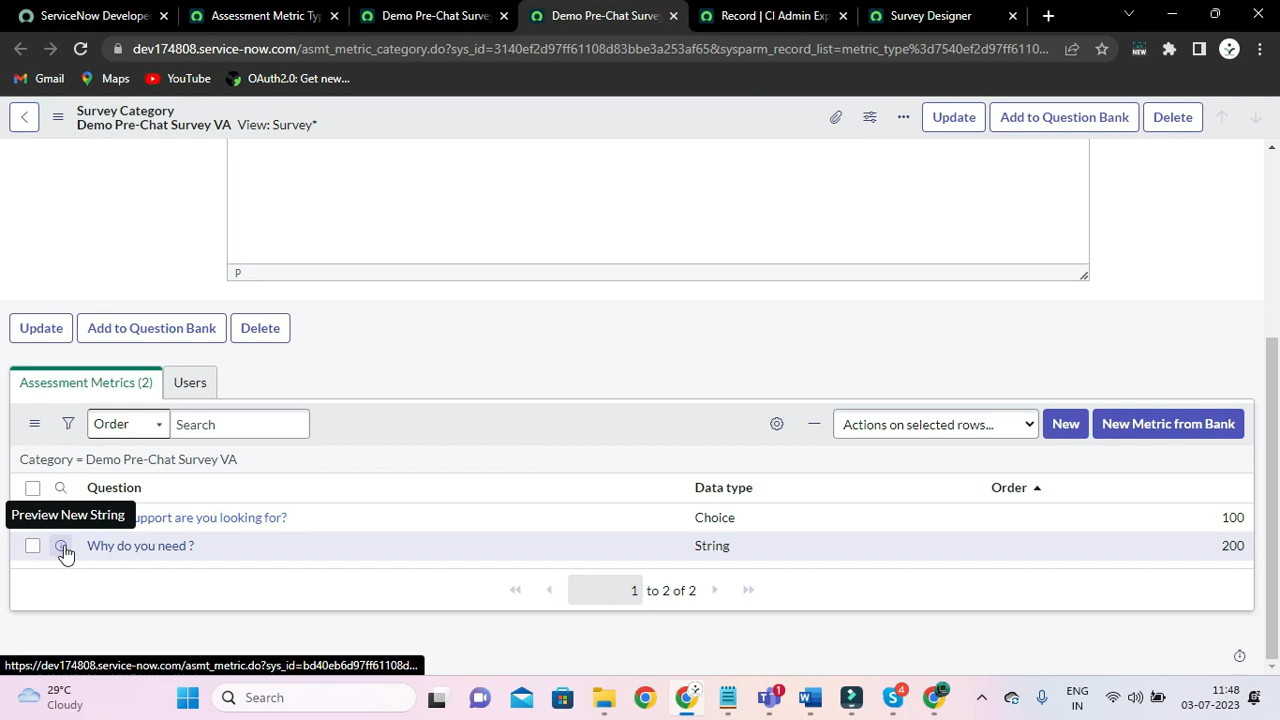 ServiceNow Develope
Assessment Metric Ty
Demo Pre-Chat Surve
Demo Pre-Chat Surve
Record | CI Admin Exp
Survey Designer
dev174808.service-now.com/asmt_metric_category.do?sys_id=3140ef2d97ff61108d83bbe3a253af65&sysparm_record_list=metric_type%3d7540ef2d97ff6110...
NEW
Gmail
Maps
YouTube
OAuth2.0: Get new...
Survey Category
Demo Pre-Chat Survey VA View: Survey*
Update
Add to Question Bank
Delete
P
Update
Add to Question Bank
Delete
Assessment Metrics (2)
Users
Order
Search
Actions on selected rows...
New
New Metric from Bank
Category = Demo Pre-Chat Survey VA
Question
Data type
Order
Preview New String
upport are you looking for?
Choice
100
Why do you need ?
String
200
1 to 2 of 2
https://dev174808.service-now.com/asmt_metric.do?sys_id=bd40eb6d97ff61108d...
29°C
Cloudy
Search
1
4
ENG
IN
11:48
03-07-2023